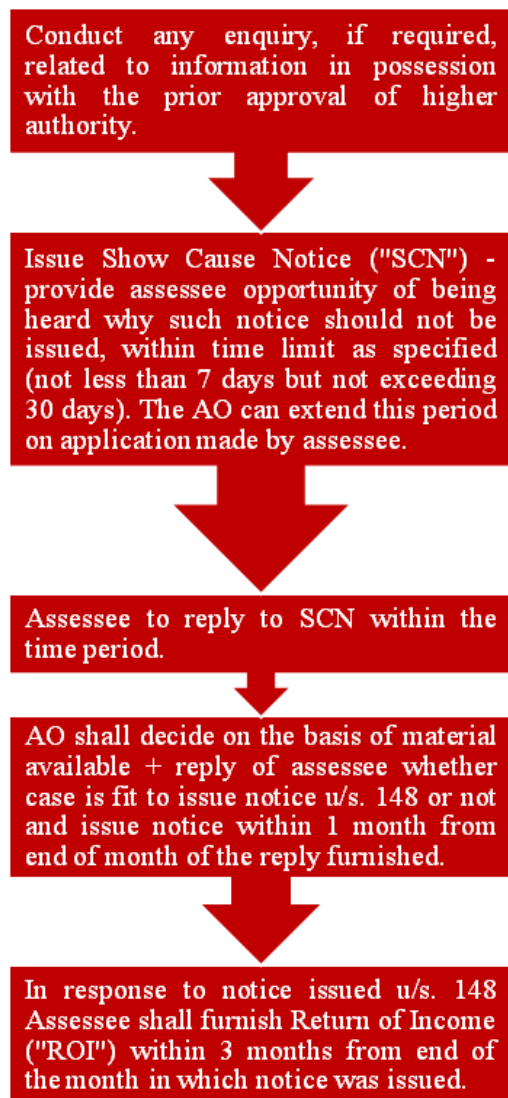 Conduct any enquiry, if required,
related to information in possession
with the prior approval of higher
authority.
Issue Show Cause Notice ("SCN") -
provide assessee opportunity of being
heard why such notice should not be
issued, within time limit as specified
(not less than 7 days but not exceeding
30 days). The AO can extend this period
on application made by assessee.
Assessee to reply to SCN within the
time period.
AO shall decide on the basis of material
available + reply of assessee whether
case is fit to issue notice u/s. 148 or not
and issue notice within 1 month from
end of month of the reply furnished.
In response to notice issued u/s. 148
Assessee shall furnish Return of Income
("ROI") within 3 months from end of
the month in which notice was issued.